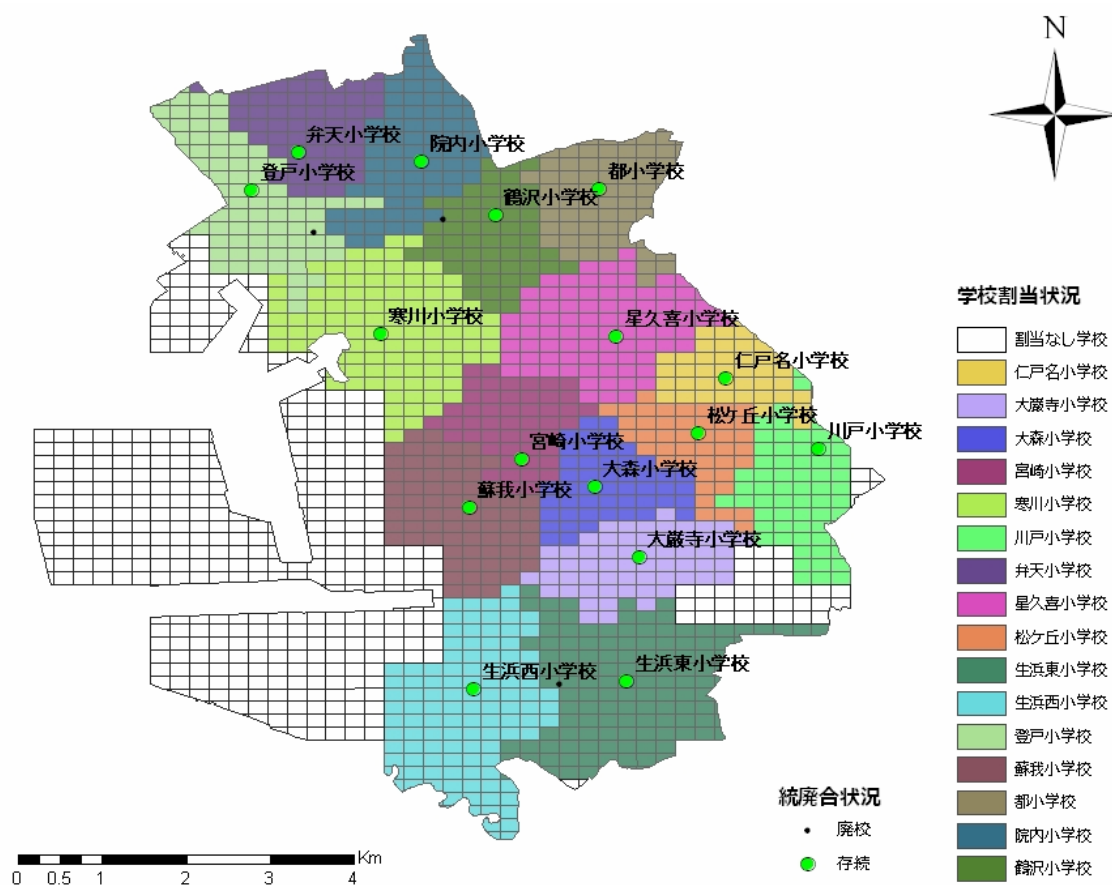 N
弁天小学校
院内小学校
登戸小学校
都小学校
鶴沢小学校
寒川小学校
星久喜小学校
仁戸名小学校
松ケ丘小学校
川戸小学校
宮崎小学校
大森小学校
蘇我小学校
大巌寺小学校
生浜西小学校
生浜東小学校
学校割当状況
割当なし学校
仁戸名小学校
大巌寺小学校
大森小学校
宮崎小学校
寒川小学校
川戸小学校
弁天小学校
星久喜小学校
松ケ丘小学校
生浜東小学校
生浜西小学校
登戸小学校
蘇我小学校
都小学校
院内小学校
鶴沢小学校
統廃合状況
廃校
存続
Km
0 0.5 1 2 3 4